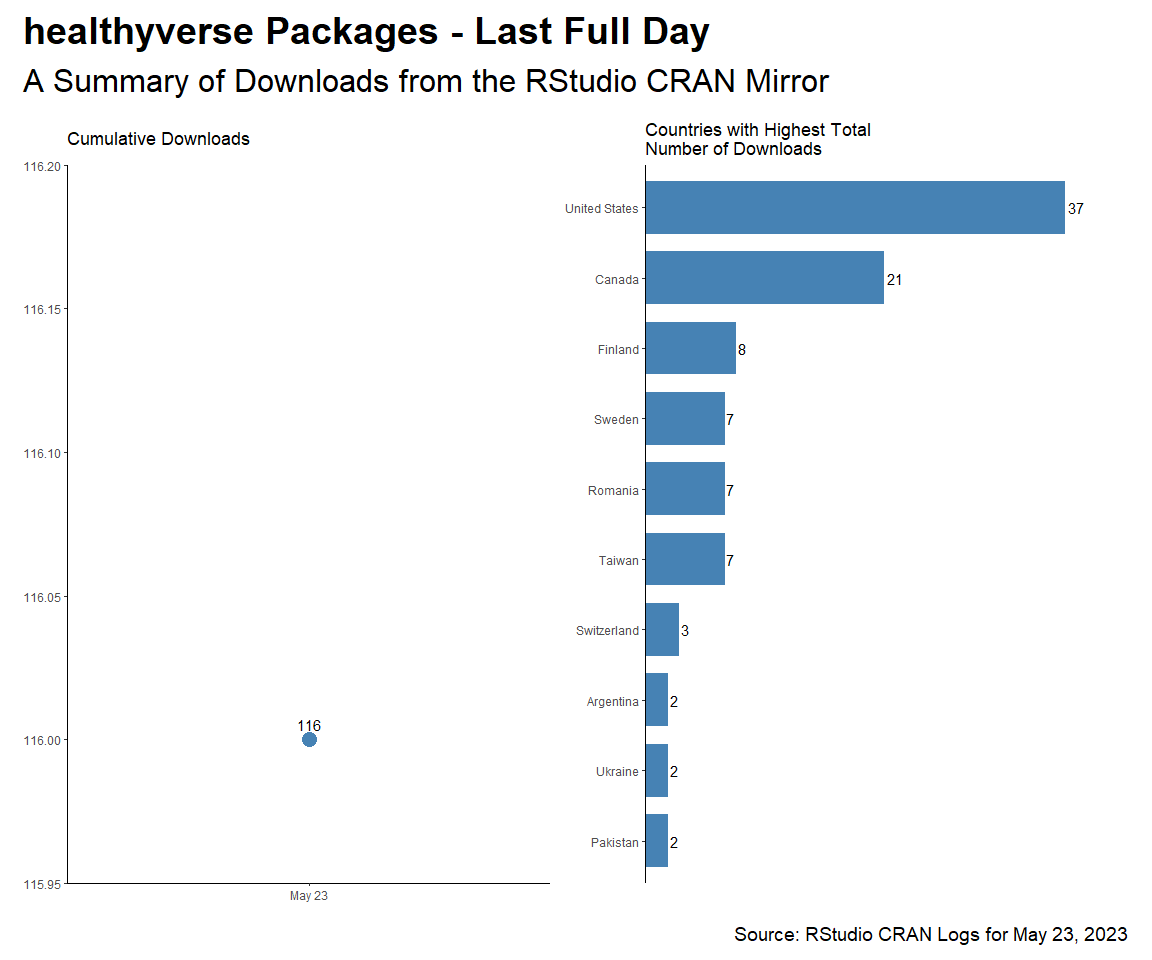 healthyverse Packages - Last Full Day
A Summary of Downloads from the RStudio CRAN Mirror
Cumulative Downloads
116.20
116.15
116.10
116.05
116.00
115.95
116
May 23
Countries with Highest Total
Number of Downloads
United States 37
Canada 21
Finland 8
Sweden 7
Romania 7
Taiwan 7
Switzerland 3
Argentina 2
Ukraine 2
Pakistan 2
Source: RStudio CRAN Logs for May 23, 2023